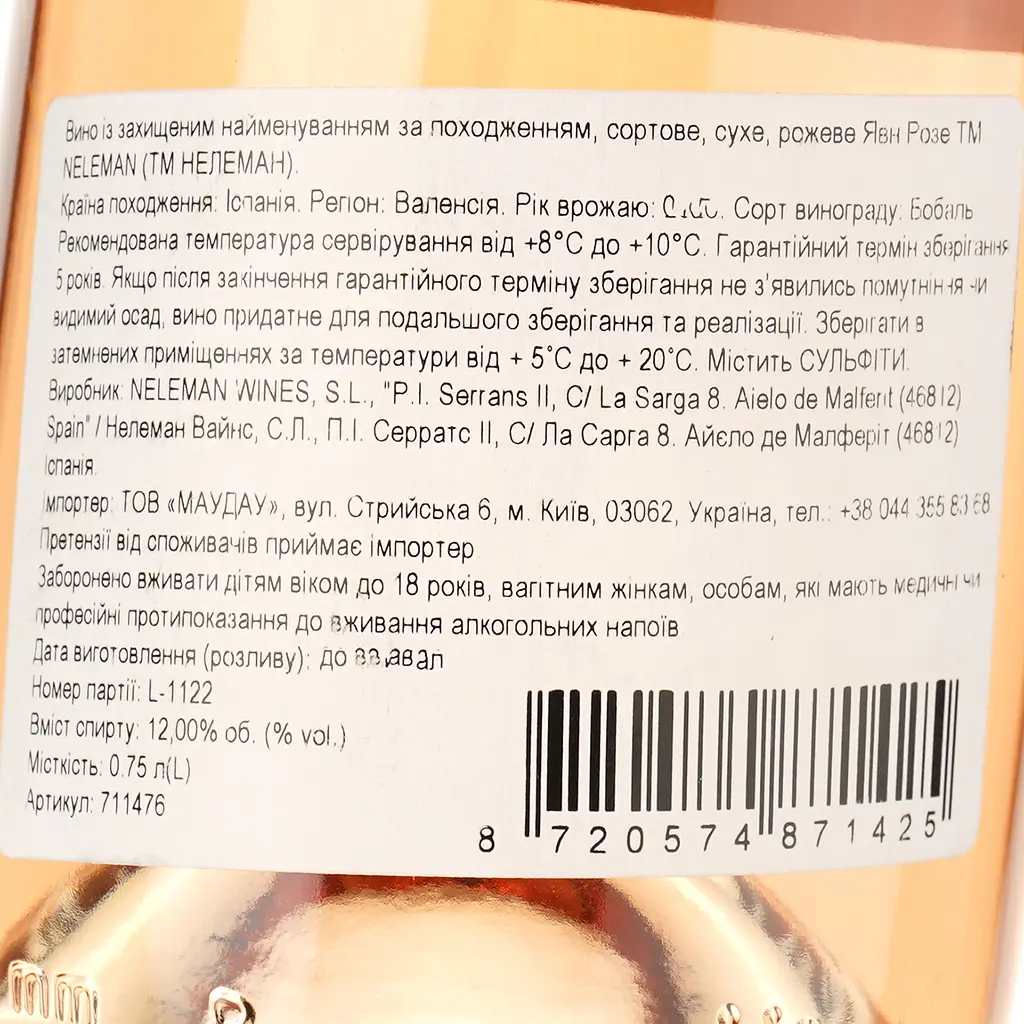 Вино із захищеним найменуванням за походженням, сортове, сухе, рожеве Явн Розе ТМ
NELEMAN (ТМ НЕЛЕМАН).
Країна походження: Іспанія. Регіон: Валенсія. Рік врожаю: Сорт винограду: Бобаль
Рекомендована температура сервірування від +8°C до +10°C. Гарантійний термін зберігання
5 років. Якщо після закінчення гарантійного терміну зберігання не з'явились помутніння чи
видимий осад, вино придатне для подальшого зберігання та реалізації. Зберігати в
затемнених приміщеннях за температури від + 5°C до + 20°C. Містить СУЛЬФІТИ.
Виробник: NELEMAN WINES, S.L., "P.I. Serrans II, C/ La Sarga 8. Aielo de Malferit (46812)
Spain" / Нелеман Вайнс, С.Л., П.І. Серратс II, С/ Ла Сарга 8. Айєло де Малферіт (46812)
Іспанія.
Імпортер: ТОВ «МАУДАУ», вул. Стрийська 6, м. Київ, 03062, Україна, тел.: +38 044 355 83 68
Претензії від споживачів приймає імпортер
Заборонено вживати дітям віком до 18 років, вагітним жінкам, особам, які мають медичні чи
професійні протипоказання до вживання алкогольних напоїв
Дата виготовлення (розливу): до
Номер партії: L-1122
Вміст спирту: 12,00% об. (% vol.)
Місткість: 0.75 л(L)
Артикул: 711476
8 720574 871425